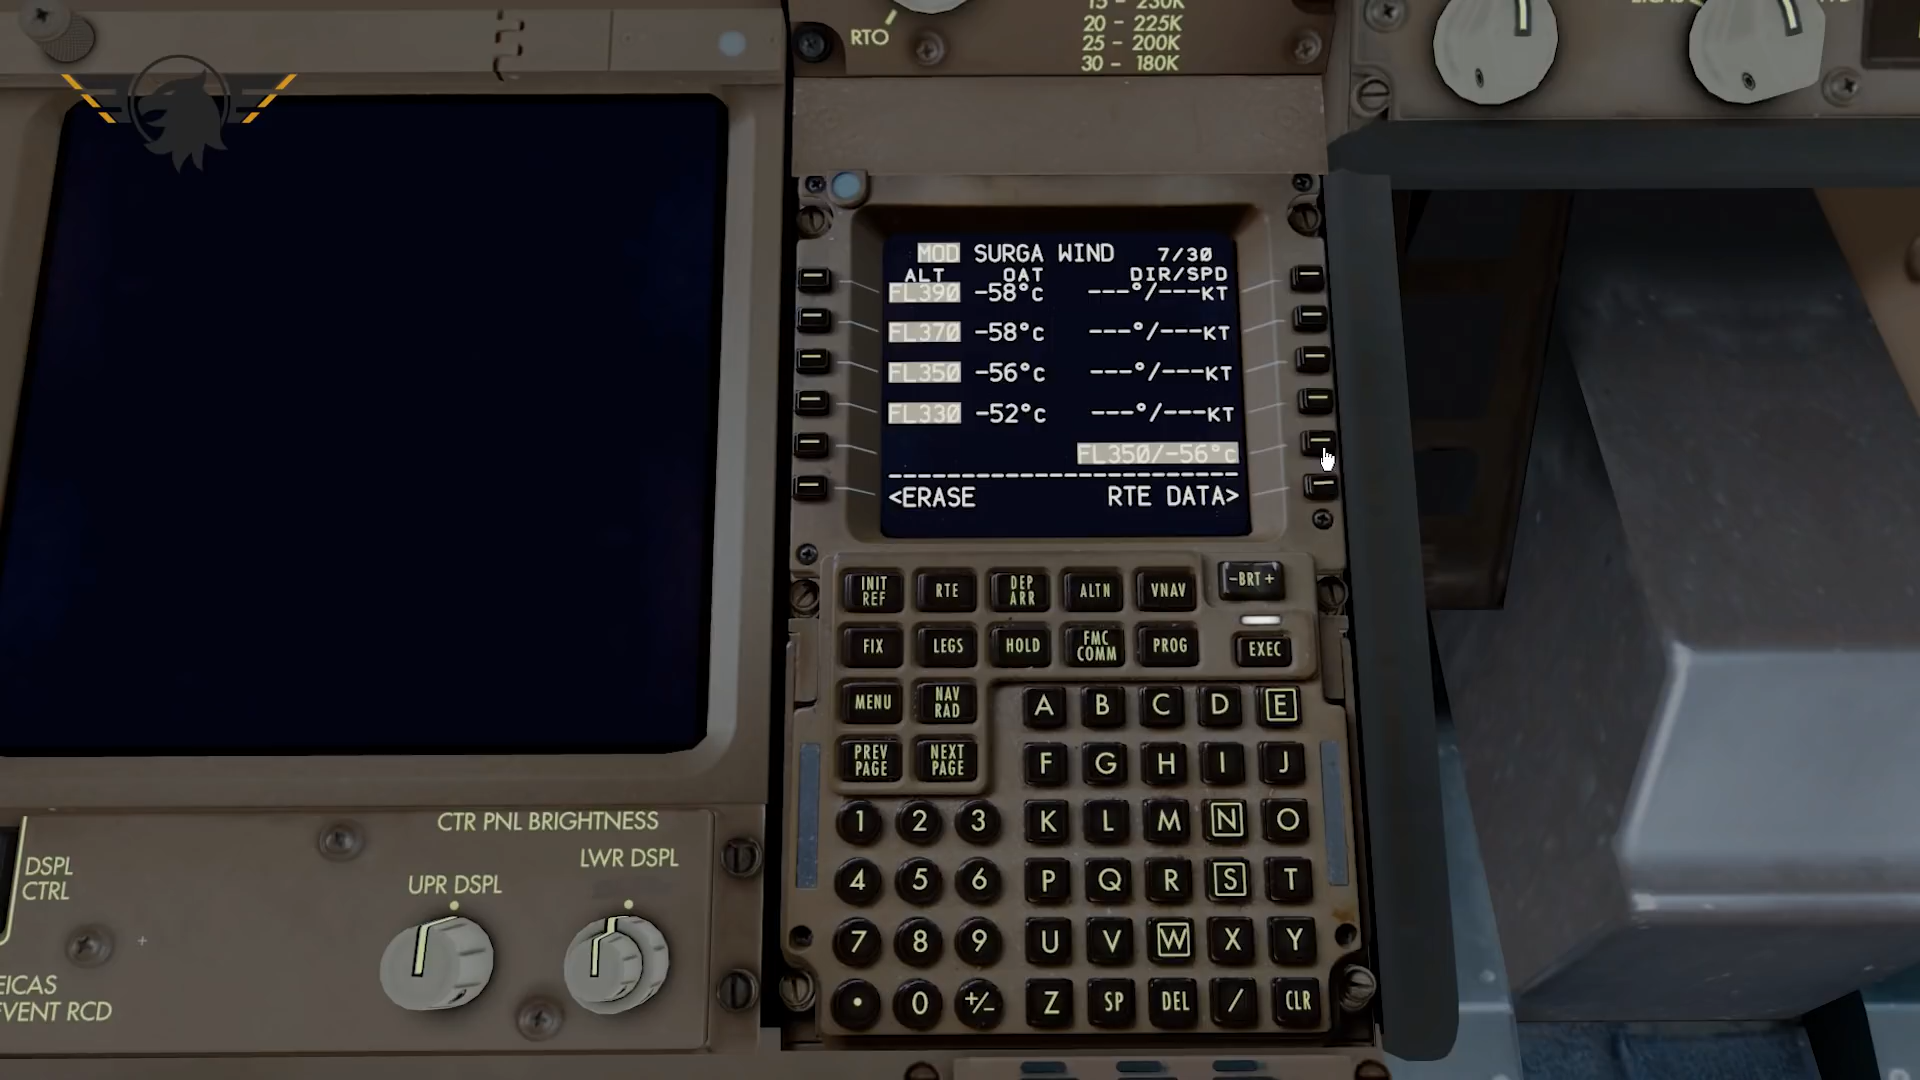 RTO
15 - 230K
20 - 225K
25 - 200K
30 - 180K
MOD SURGA WIND 7/30
ALT OAT DIR/SPD
FL390 -58°C ---°/---KT
FL370 -58°C ---°/---KT
FL350 -56°C ---°/---KT
FL330 -52°C ---°/---KT
FL350/-56°C
<ERASE RTE DATA>
INIT REF
RTE
DEP ARR
ALTN
VNAV
-BRT+
FIX
LEGS
HOLD
FMC COMM
PROG
EXEC
MENU
NAV RAD
PREV PAGE
NEXT PAGE
A B C D E
F G H I J
1 2 3 K L M N O
4 5 6 P Q R S T
7 8 9 U V W X Y
. 0 +/- Z SP DEL / CLR
CTR PNL BRIGHTNESS
UPR DSPL
LWR DSPL
DSPL
CTRL
EICAS
EVENT RCD